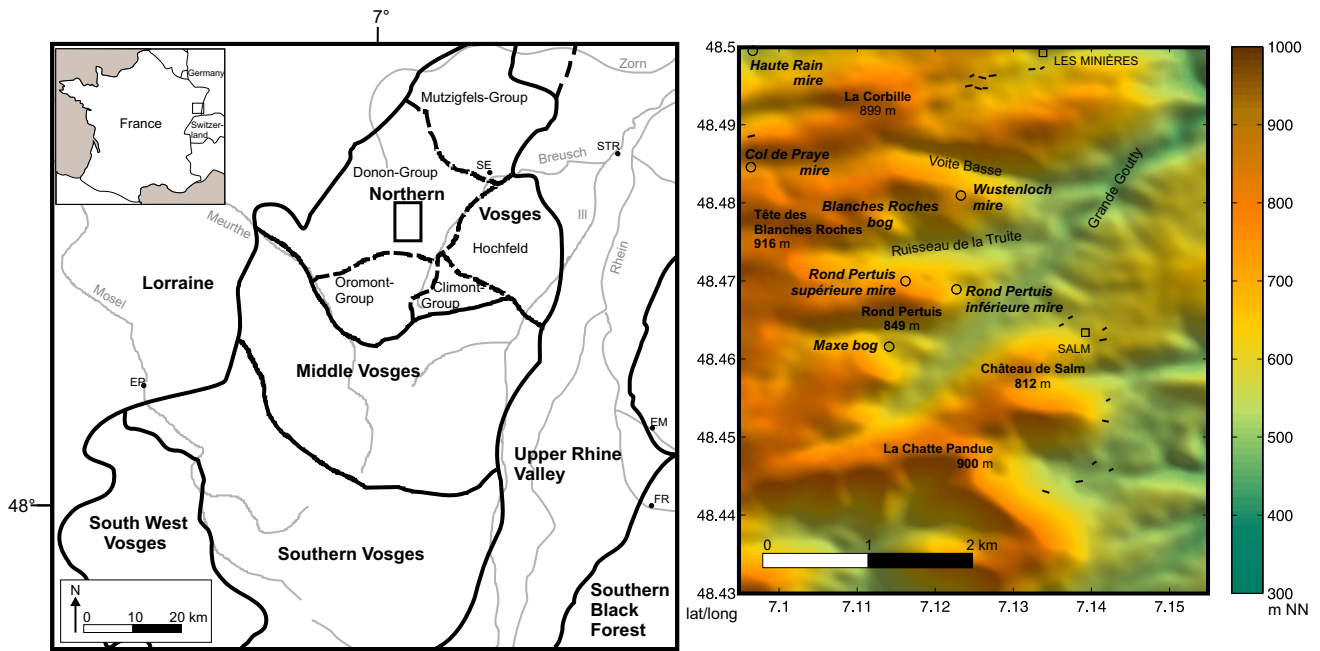 7°
Germany
France
Switzer-
land
Zorn
Mutzigfels-Group
STR
Breusch
SE
Donon-Group
Northern
Vosges
Ill
Meurthe
Hochfeld
Rhein
Lorraine
Oromont-
Group
Climont-
Group
Mosel
Middle Vosges
EP
EM
Upper Rhine
Valley
48°
FR
South West
Vosges
Southern Vosges
Southern
Black
Forest
N
0 10 20 km
48.5
48.49
48.48
48.47
48.46
48.45
48.44
48.43
lat/long
7.1 7.11 7.12 7.13 7.14 7.15
Haute Rain
mire
LES MINIÈRES
La Corbille
899 m
Col de Praye
mire
Voite Basse
Grande Goutty
Wustenloch
mire
Blanches Roches
bog
Tête des
Blanches Roches
916 m
Ruisseau de la Truite
Rond Pertuis
supérieure mire
Rond Pertuis
inférieure mire
Rond Pertuis
849 m
Maxe bog
SALM
Château de Salm
812 m
La Chatte Pandue
900 m
0 1 2 km
1000
900
800
700
600
500
400
300
m NN